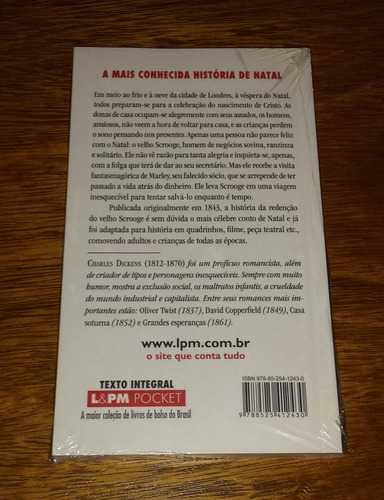 A MAIS CONHECIDA HISTÓRIA DE NATAL
Em meio ao frio e à neve da cidade de Londres, à véspera do Natal,
todos preparam-se para a celebração do nascimento de Cristo. As
donas de casa ocupam-se alegremente com seus assados, os homens,
ansiosos, não veem a hora de voltar para casa, e as crianças perdem
o sono pensando nos presentes. Apenas uma pessoa não parece feliz
com o Natal: o velho Scrooge, homem de negócios sovina, ranzinza
e solitário. Ele não vê razão para tanta alegria e inquieta-se, apenas,
com a folga que terá de dar ao seu secretário. Mas ele recebe a visita
fantasmagórica de Marley, seu falecido sócio, que se arrepende de ter
passado a vida atrás do dinheiro. Ele leva Scrooge em uma viagem
inesquecível para tentar salvá-lo enquanto é tempo.
Publicada originalmente em 1843, a história da redenção
do velho Scrooge é sem dúvida o mais célebre conto de Natal e já
foi adaptada para história em quadrinhos, filme, peça teatral etc.,
comovendo adultos e crianças de todas as épocas.
CHARLES DICKENS (1812-1870) foi um profícuo romancista, além
de criador de tipos e personagens inesquecíveis. Sempre com muito
humor, mostra a exclusão social, os maltratos infantis, a crueldade
do mundo industrial e capitalista. Entre seus romances mais impor-
tantes estão: Oliver Twist (1837), David Copperfield (1849), Casa
soturna (1852) e Grandes esperanças (1861).
www.lpm.com.br
o site que conta tudo
TEXTO INTEGRAL
L&PM POCKET
A maior coleção de livros de bolso do Brasil
ISBN 978-85-254-1243-0
9 788525 412430